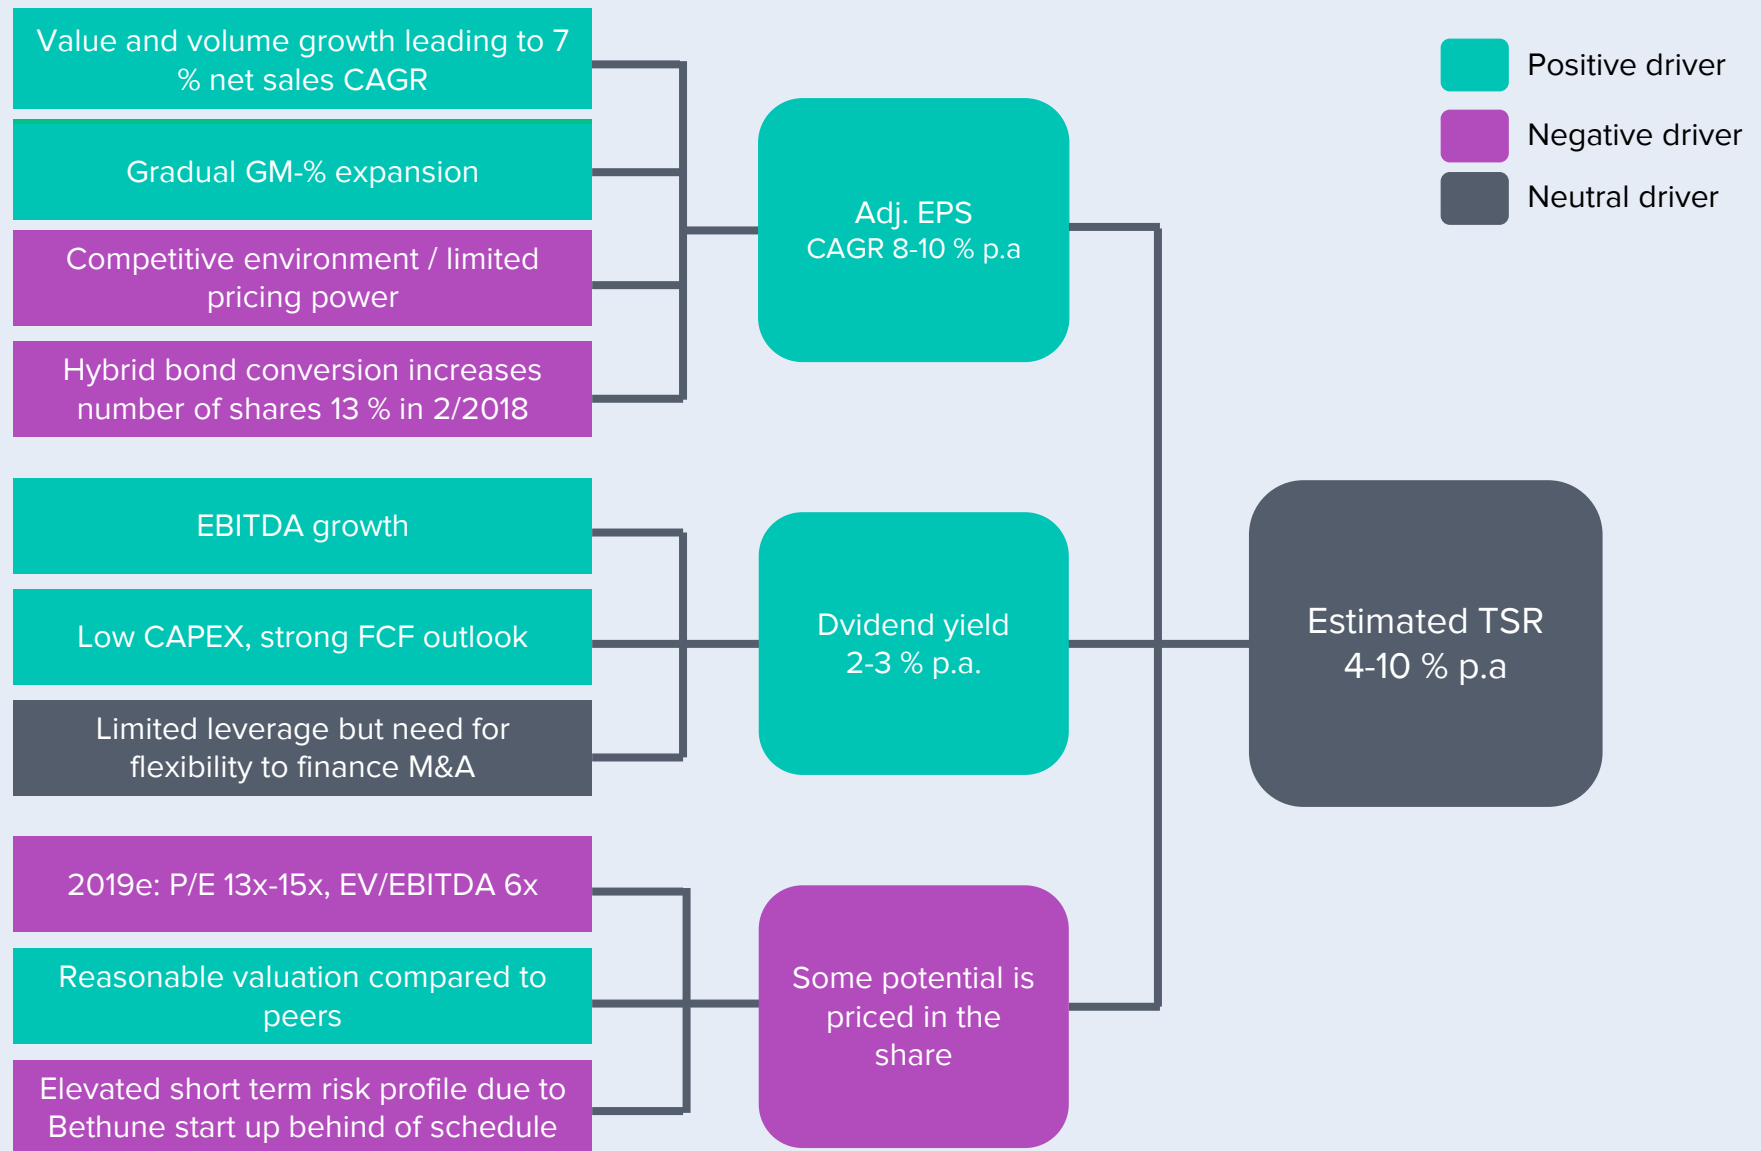 Value and volume growth leading to 7
% net sales CAGR
Gradual GM-% expansion
Competitive environment / limited
pricing power
Hybrid bond conversion increases
number of shares 13 % in 2/2018
Adj. EPS
CAGR 8-10 % p.a
Positive driver
Negative driver
Neutral driver
EBITDA growth
Low CAPEX, strong FCF outlook
Limited leverage but need for
flexibility to finance M&A
Dvidend yield
2-3 % p.a.
Estimated TSR
4-10 % p.a
2019e: P/E 13x-15x, EV/EBITDA 6x
Reasonable valuation compared to
peers
Elevated short term risk profile due to
Bethune start up behind of schedule
Some potential is
priced in the
share